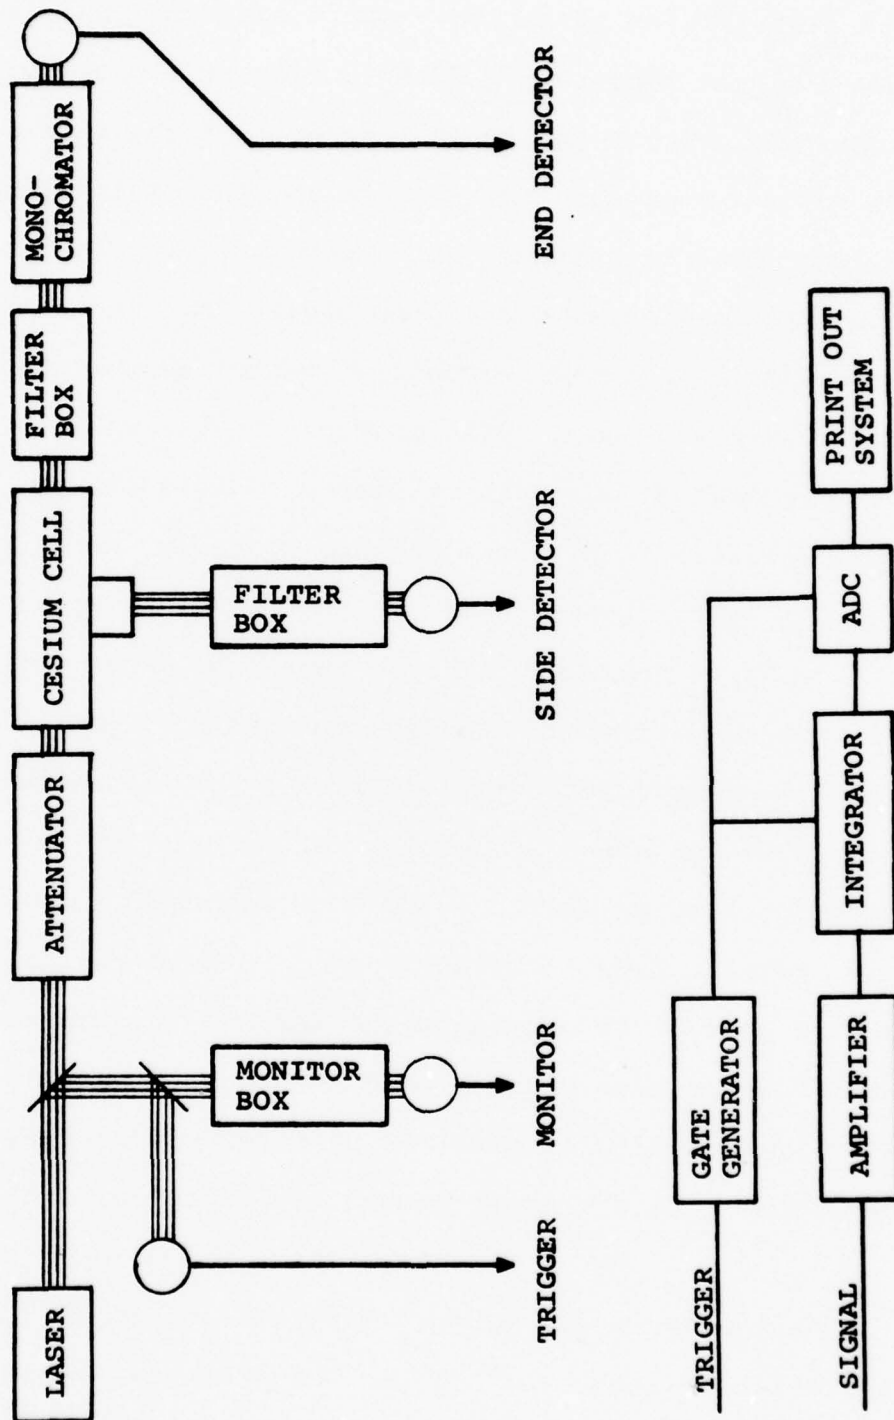 LASER
ATTENUATOR
CESIUM CELL
FILTER
BOX
MONO-
CHROMATOR
MONITOR
BOX
FILTER
BOX
TRIGGER
MONITOR
SIDE DETECTOR
END DETECTOR
TRIGGER
GATE
GENERATOR
SIGNAL
AMPLIFIER
INTEGRATOR
ADC
PRINT OUT
SYSTEM